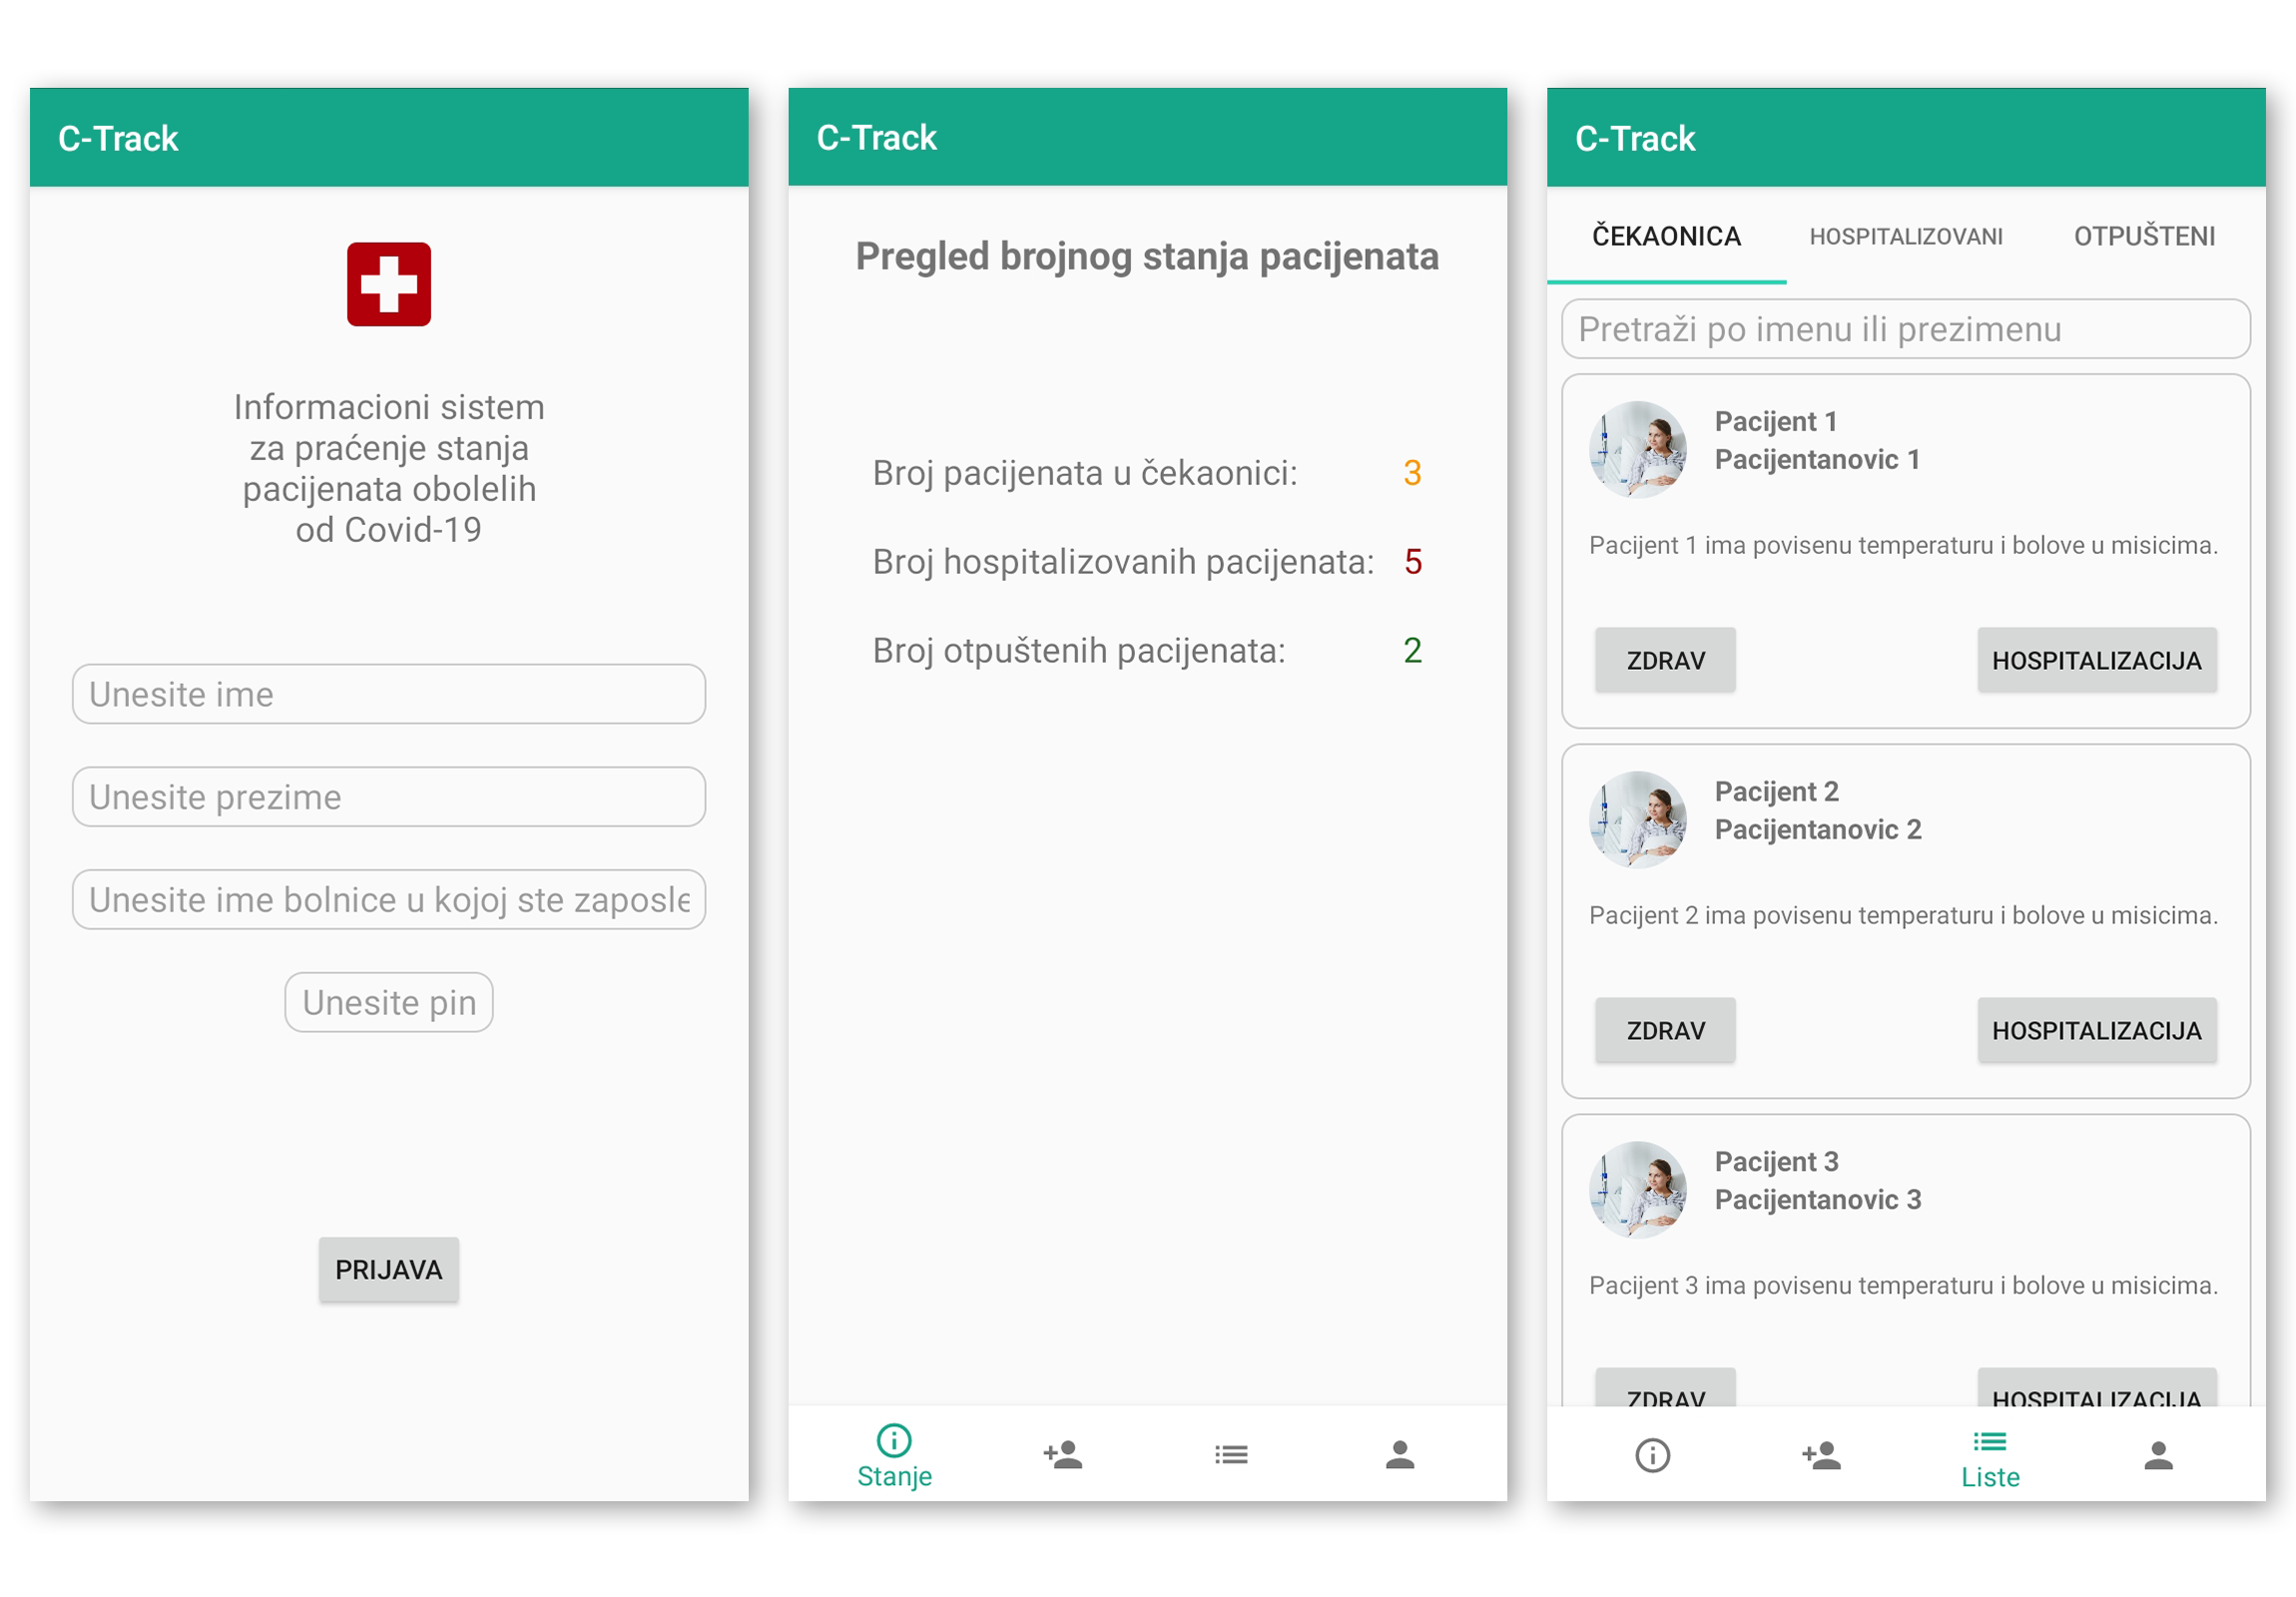 C-Track
Informacioni sistem
za praćenje stanja
pacijenata obolelih
od Covid-19
Unesite ime
Unesite prezime
Unesite ime bolnice u kojoj ste zaposle
Unesite pin
PRIJAVA
C-Track
Pregled brojnog stanja pacijenata
Broj pacijenata u čekaonici: 3
Broj hospitalizovanih pacijenata: 5
Broj otpuštenih pacijenata: 2
Stanje
C-Track
ČEKAONICA HOSPITALIZOVANI OTPUŠTENI
Pretraži po imenu ili prezimenu
Pacijent 1
Pacijentanovic 1
Pacijent 1 ima povisenu temperaturu i bolove u misicima.
ZDRAV HOSPITALIZACIJA
Pacijent 2
Pacijentanovic 2
Pacijent 2 ima povisenu temperaturu i bolove u misicima.
ZDRAV HOSPITALIZACIJA
Pacijent 3
Pacijentanovic 3
Pacijent 3 ima povisenu temperaturu i bolove u misicima.
ZDRAV HOSPITALIZACIJA
Liste